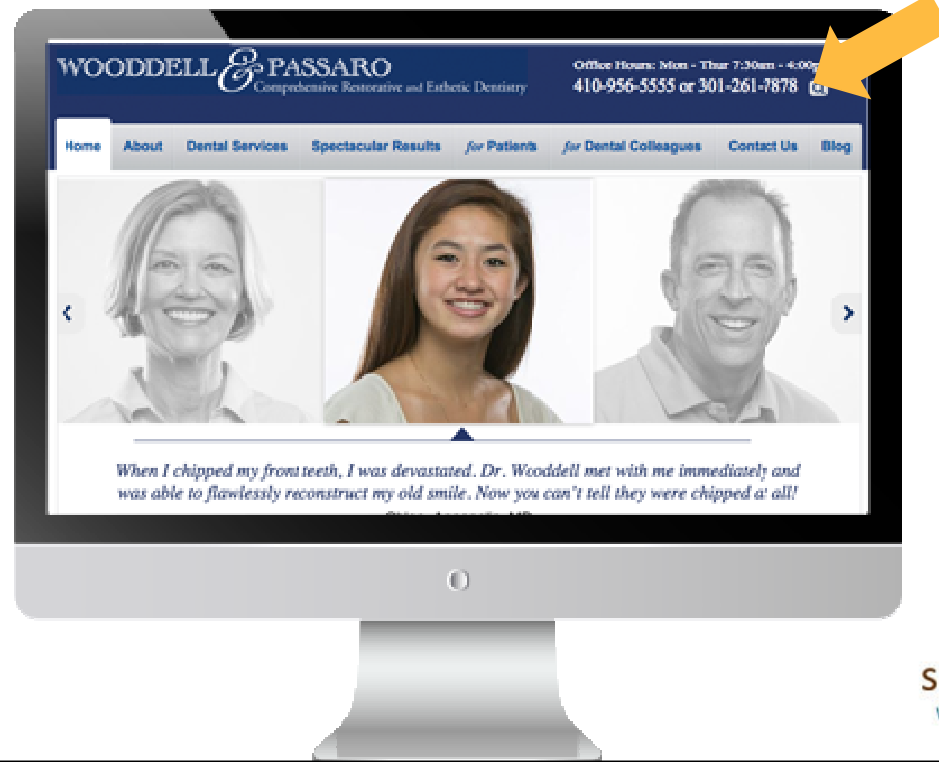 WOODDELL & PASSARO
Comprehensive Restorative and Esthetic Dentistry
Office Hours: Mon - Thur 7:30am - 4:00
410-956-5555 or 301-261-7878
Home About Dental Services Spectacular Results for Patients for Dental Colleagues Contact Us Blog
When I chipped my front teeth, I was devastated. Dr. Wooddell met with me immediately and
was able to flawlessly reconstruct my old smile. Now you can't tell they were chipped at all!
S